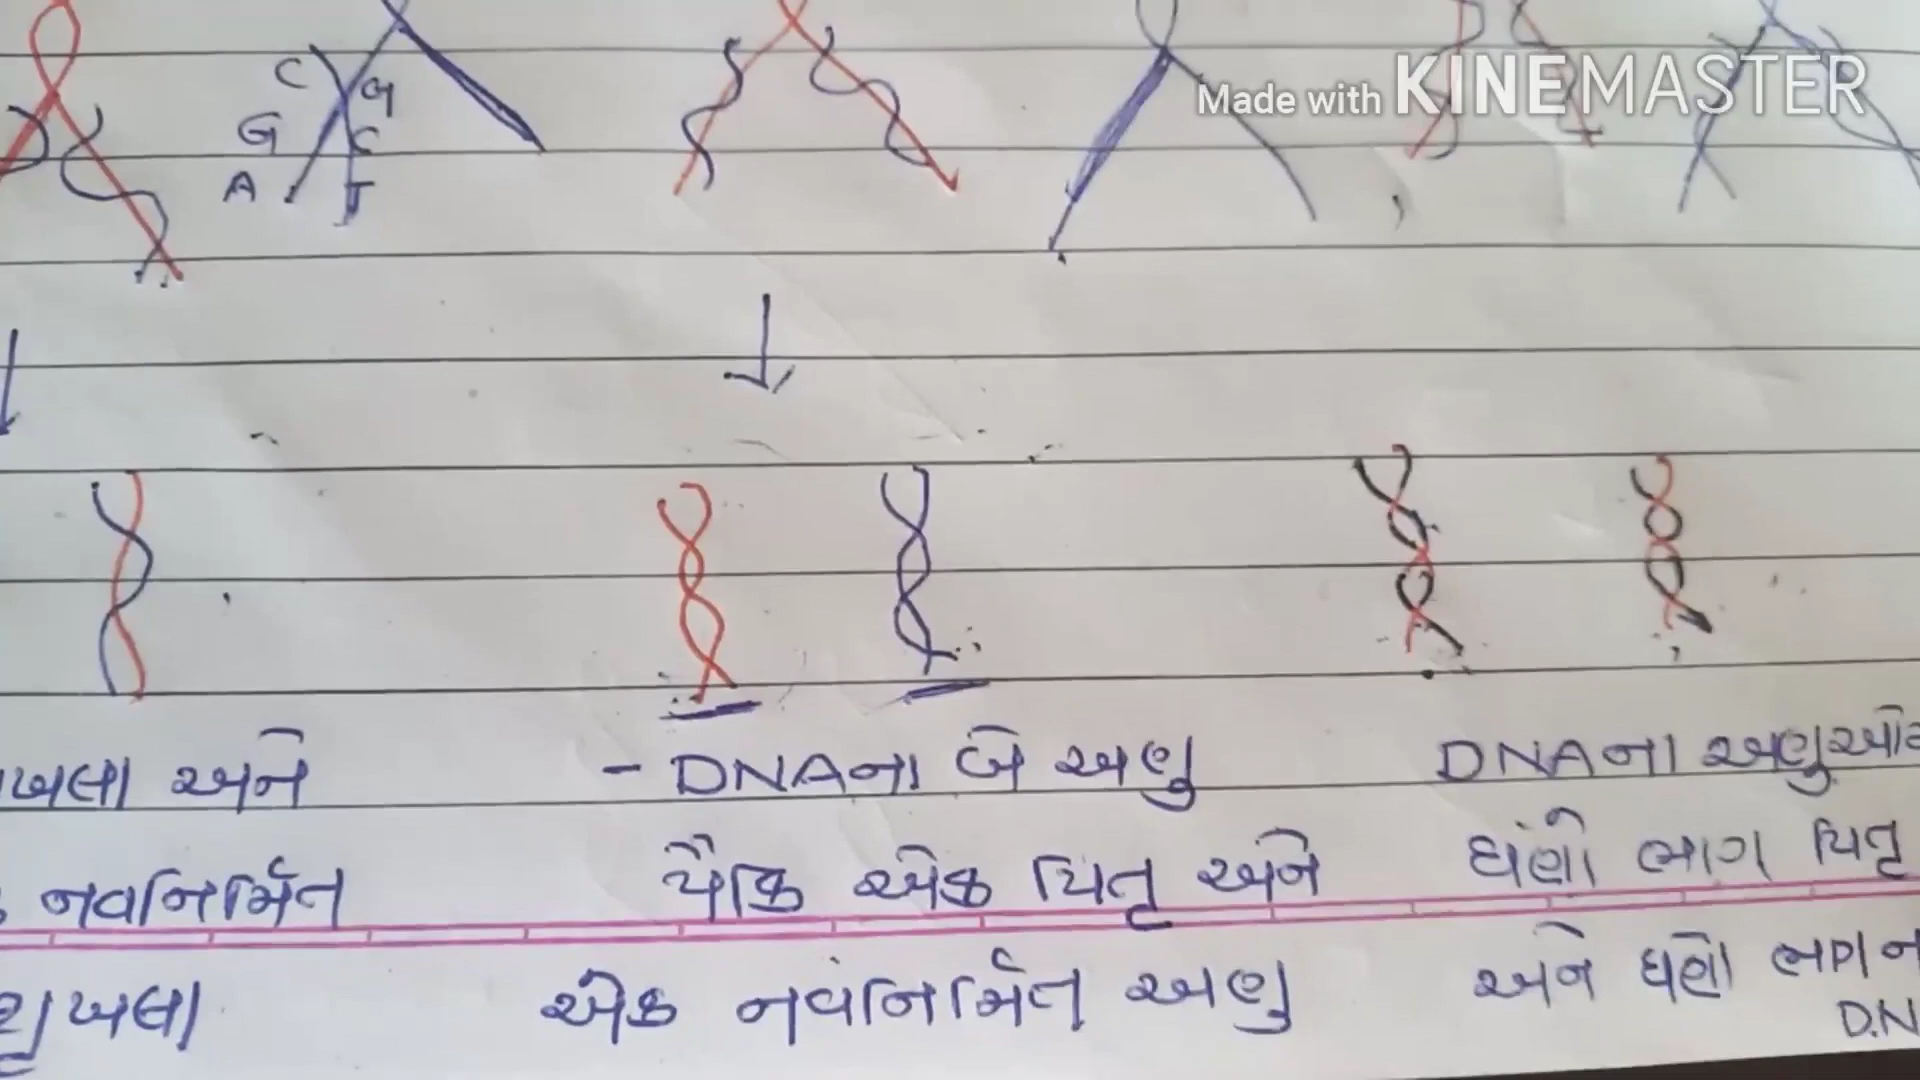 Made with KINEMASTER
C
G
G
C
A
T
ખલા અને
નવનિર્મિત
શૃંખલા
- DNAના બે અણુ
પૈકિ એક પિતૃ અને
એક નવનિર્મિત અણુ
DNAના અણુઓ
ઘણો ભાગ પિતૃ
અને ઘણો ભાગ ન
D.N